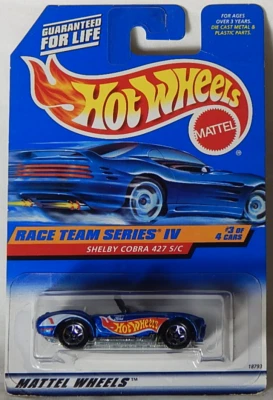 GUARANTEED
FOR LIFE
FOR AGES
OVER 3 YEARS.
DIE CAST METAL &
PLASTIC PARTS.
HOT WHEELS
MATTEL
RACE TEAM SERIES IV
#3 OF
4 CARS
SHELBY COBRA 427 S/C
HOT WHEELS
MATTEL WHEELS™
18793